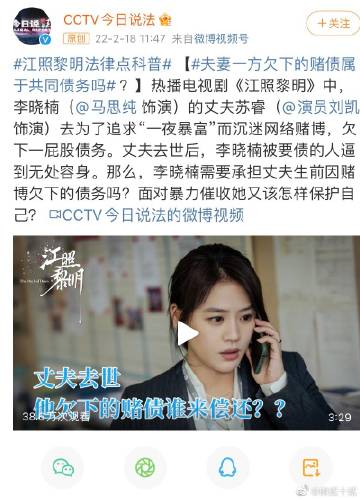 CCTV今日说法
+关注
原创 22-2-18 11:47 来自微博视频号
#江照黎明法律点科普# #夫妻一方欠下的赌债属
于共同债务吗#？】热播电视剧《江照黎明》中，
李晓楠（@马思纯 饰演）的丈夫苏睿（@演员刘凯
饰演）去为了追求“一夜暴富”而沉迷网络赌博，欠
下一屁股债务。丈夫去世后，李晓楠被要债的人逼
到无处容身。那么，李晓楠需要承担丈夫生前因赌
博欠下的债务吗？面对暴力催收她又该怎样保护自
己？ CCTV今日说法的微博视频
江照黎明
丈夫去世
他欠下的赌债谁来偿还？？
3:29